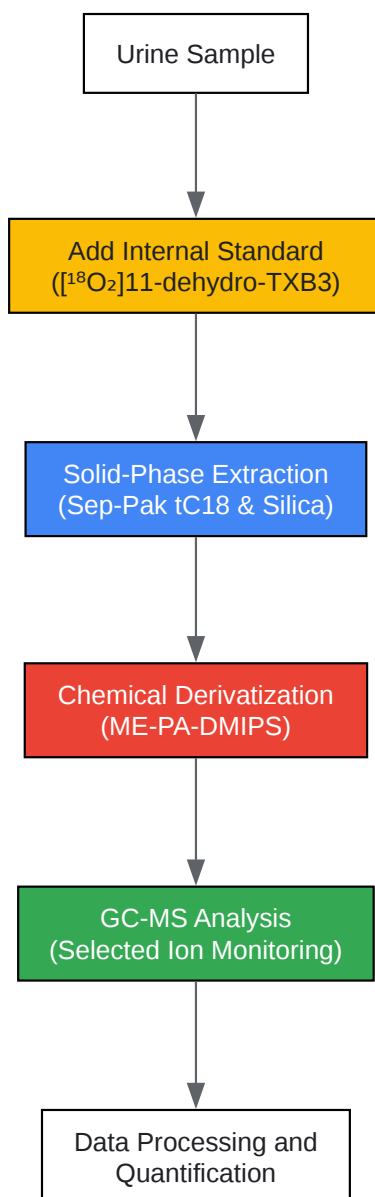 Urine Sample
Add Internal Standard
([¹⁸O₂]11-dehydro-TXB3)
Solid-Phase Extraction
(Sep-Pak tC18 & Silica)
Chemical Derivatization
(ME-PA-DMIPS)
GC-MS Analysis
(Selected Ion Monitoring)
Data Processing and
Quantification